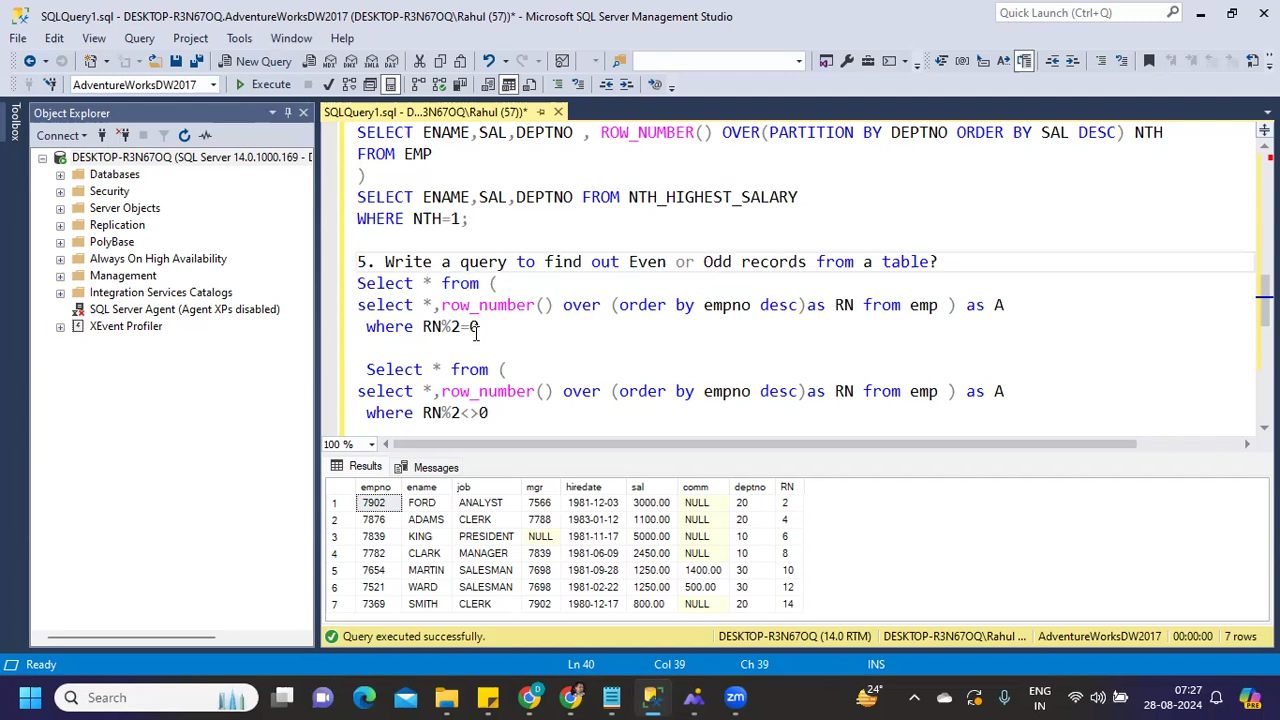 SQLQuery1.sql - DESKTOP-R3N67OQ.AdventureWorksDW2017 (DESKTOP-R3N67OQ\Rahul (57))* - Microsoft SQL Server Management Studio
Quick Launch (Ctrl+Q)
File Edit View Query Project Tools Window Help
New Query
AdventureWorksDW2017 Execute
Toolbox
Object Explorer
SQLQuery1.sql - D...3N67OQ\Rahul (57))*
Connect
DESKTOP-R3N67OQ (SQL Server 14.0.1000.169 - D
Databases
Security
Server Objects
Replication
PolyBase
Always On High Availability
Management
Integration Services Catalogs
SQL Server Agent (Agent XPs disabled)
XEvent Profiler
SELECT ENAME,SAL,DEPTNO , ROW_NUMBER() OVER(PARTITION BY DEPTNO ORDER BY SAL DESC) NTH
FROM EMP
)
SELECT ENAME,SAL,DEPTNO FROM NTH_HIGHEST_SALARY
WHERE NTH=1;
5. Write a query to find out Even or Odd records from a table?
Select * from (
select *,row_number() over (order by empno desc)as RN from emp ) as A
where RN%2=0
Select * from (
select *,row_number() over (order by empno desc)as RN from emp ) as A
where RN%2<>0
100 %
Results Messages
empno ename job mgr hiredate sal comm deptno RN
1 7902 FORD ANALYST 7566 1981-12-03 3000.00 NULL 20 2
2 7876 ADAMS CLERK 7788 1983-01-12 1100.00 NULL 20 4
3 7839 KING PRESIDENT NULL 1981-11-17 5000.00 NULL 10 6
4 7782 CLARK MANAGER 7839 1981-06-09 2450.00 NULL 10 8
5 7654 MARTIN SALESMAN 7698 1981-09-28 1250.00 1400.00 30 10
6 7521 WARD SALESMAN 7698 1981-02-22 1250.00 500.00 30 12
7 7369 SMITH CLERK 7902 1980-12-17 800.00 NULL 20 14
Query executed successfully. DESKTOP-R3N67OQ (14.0 RTM) DESKTOP-R3N67OQ\Rahul ... AdventureWorksDW2017 00:00:00 7 rows
Ready Ln 40 Col 39 Ch 39 INS
Search
24°
ENG
IN
07:27
28-08-2024